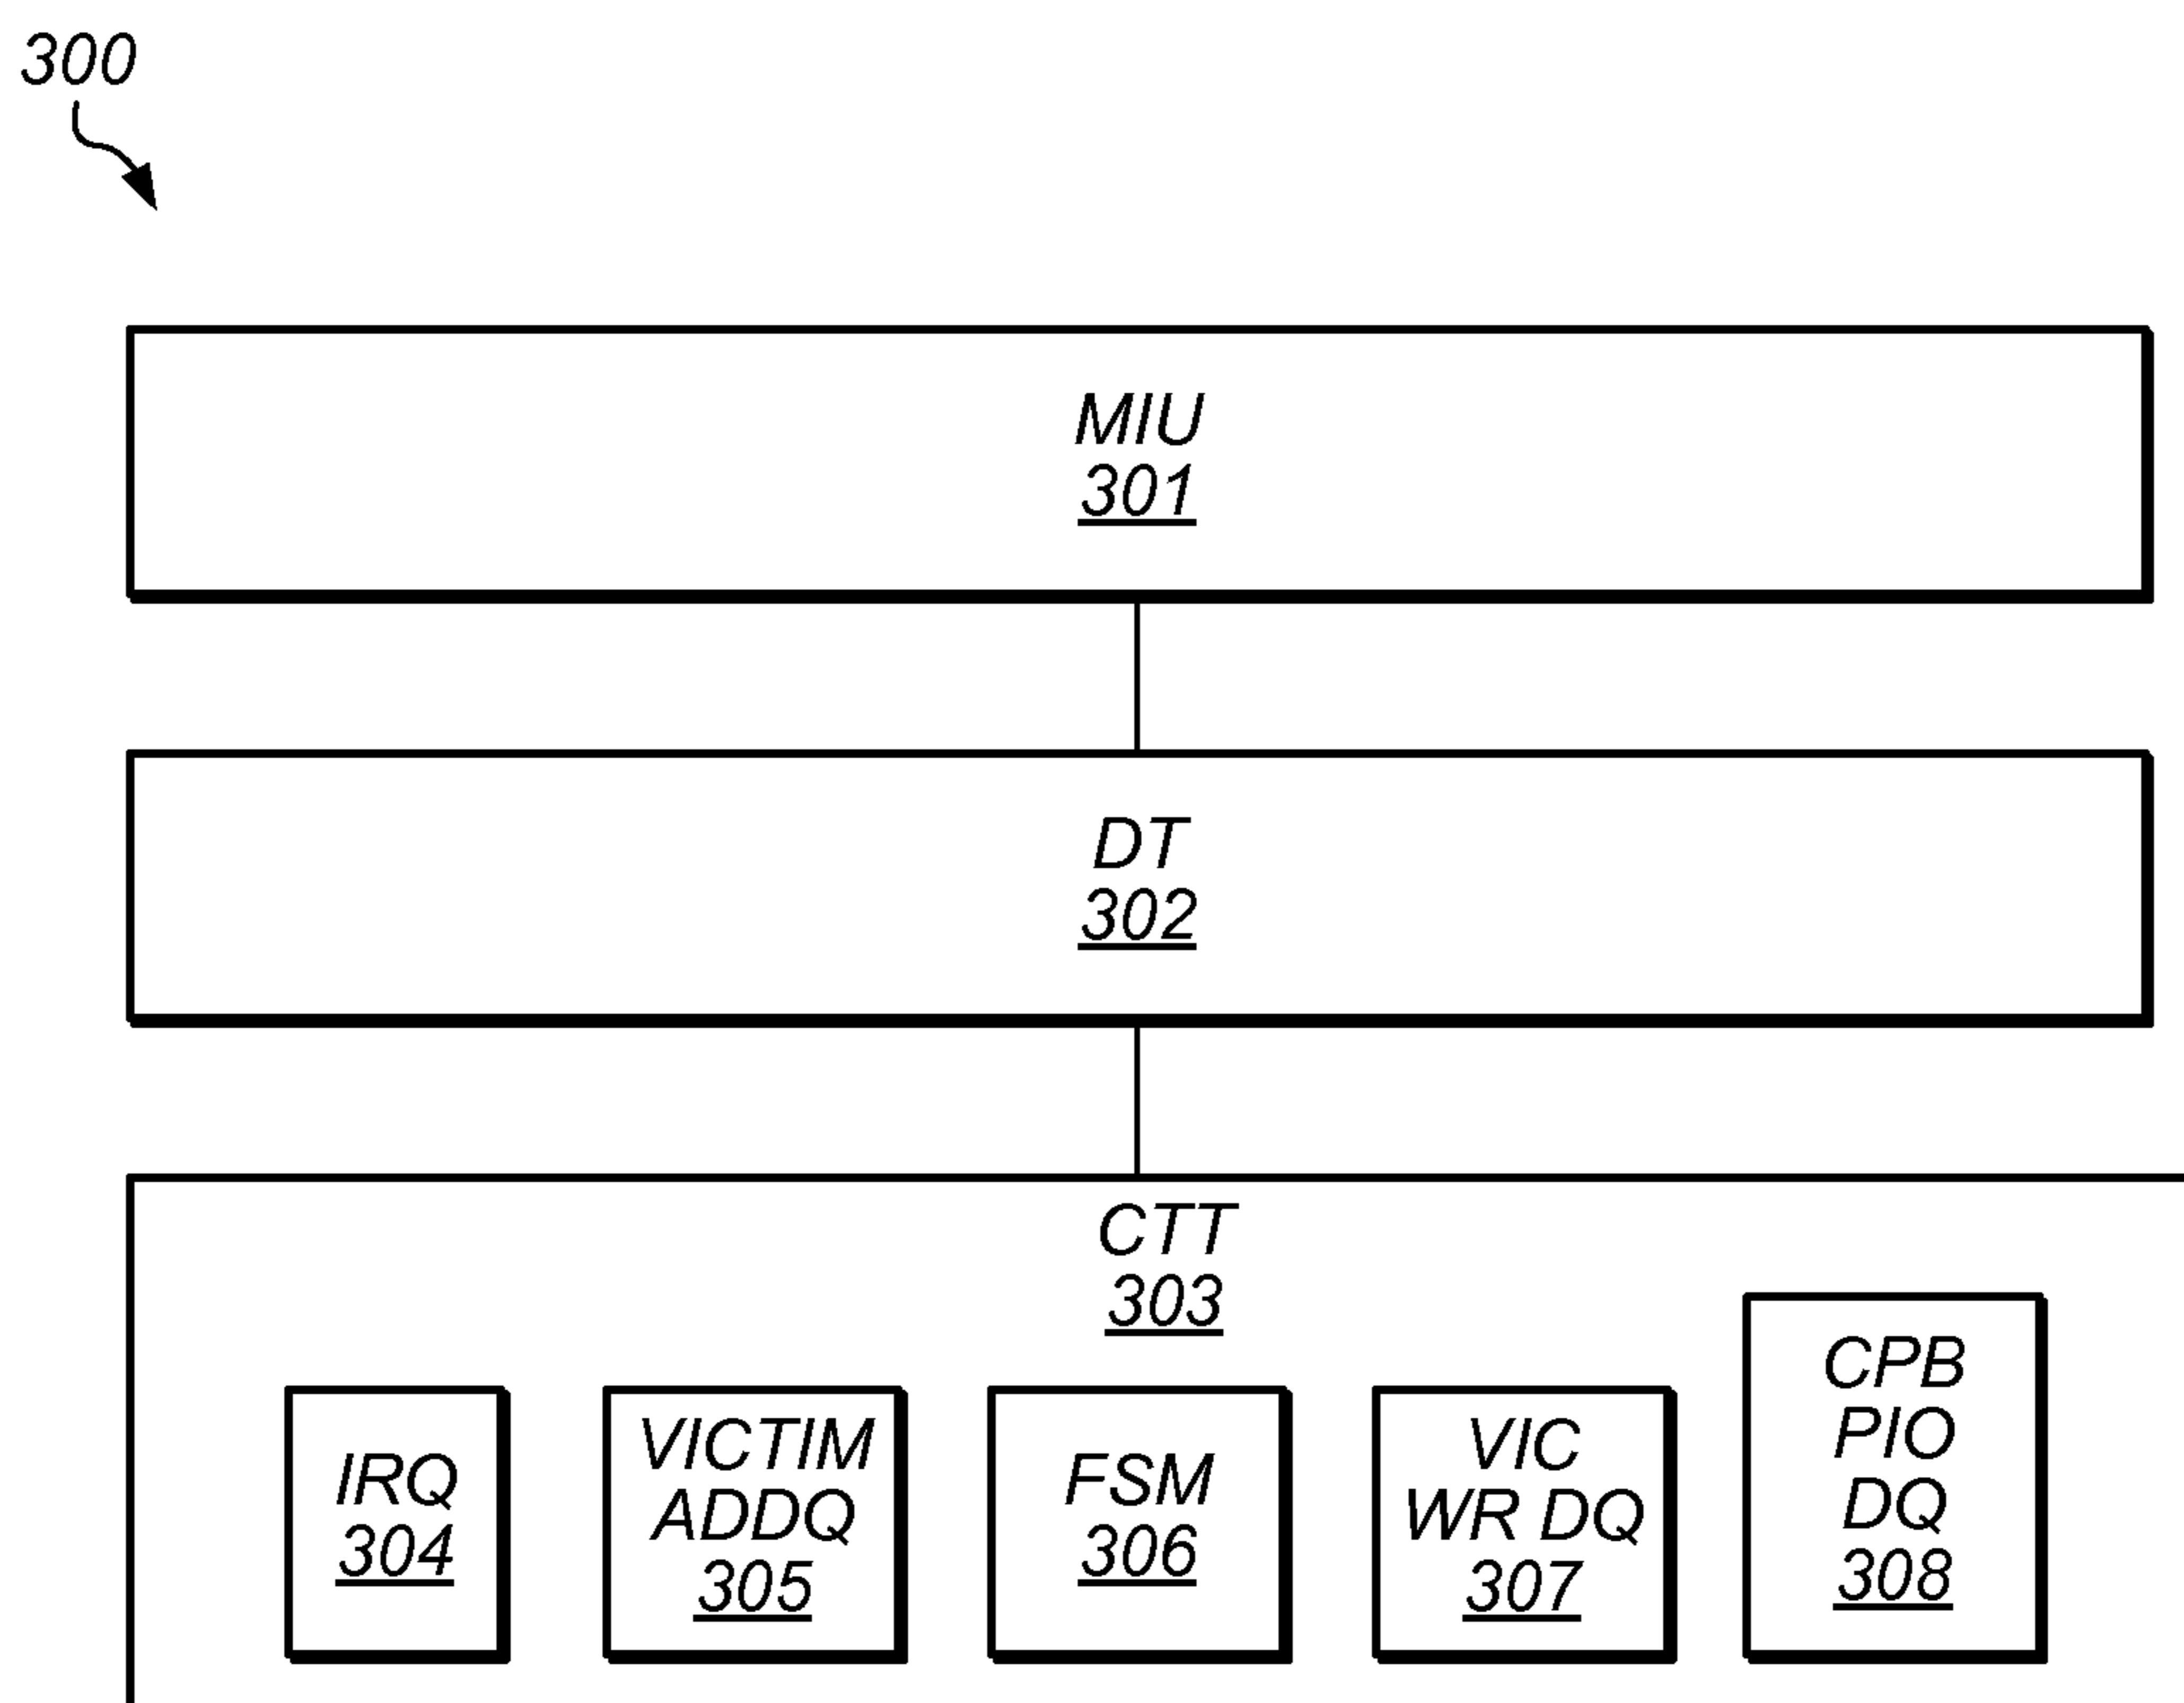 300
MIU
301
DT
302
CTT
303
IRQ
304
VICTIM
ADDQ
305
FSM
306
VIC
WR DQ
307
CPB
PIO
DQ
308